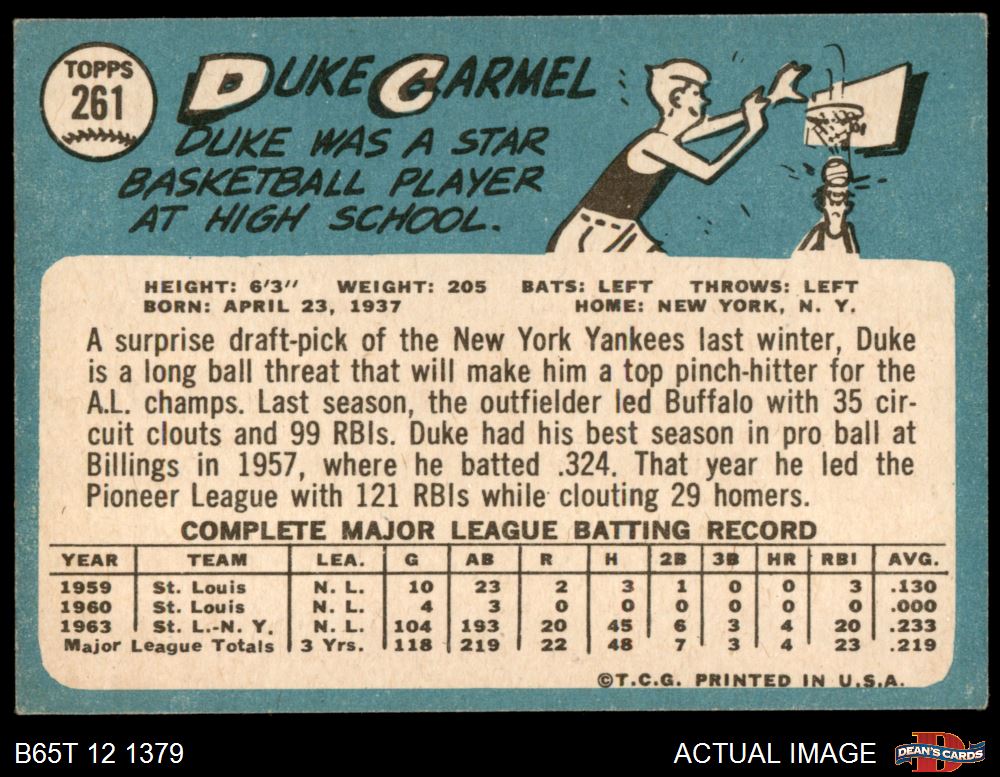 TOPPS
261
DUKE CARMEL
DUKE WAS A STAR
BASKETBALL PLAYER
AT HIGH SCHOOL.
HEIGHT: 6'3" WEIGHT: 205 BATS: LEFT THROWS: LEFT
BORN: APRIL 23, 1937 HOME: NEW YORK, N. Y.
A surprise draft-pick of the New York Yankees last winter, Duke
is a long ball threat that will make him a top pinch-hitter for the
A.L. champs. Last season, the outfielder led Buffalo with 35 cir-
cuit clouts and 99 RBIs. Duke had his best season in pro ball at
Billings in 1957, where he batted .324. That year he led the
Pioneer League with 121 RBIs while clouting 29 homers.
COMPLETE MAJOR LEAGUE BATTING RECORD
YEAR TEAM LEA. G AB R H 2B 3B HR RBI AVG.
1959 St. Louis N. L. 10 23 2 3 1 0 0 3 .130
1960 St. Louis N. L. 4 3 0 0 0 0 0 0 .000
1963 St. L.-N. Y. N. L. 104 193 20 45 6 3 4 20 .233
Major League Totals 3 Yrs. 118 219 22 48 7 3 4 23 .219
©T.C.G. PRINTED IN U.S.A.
B65T 12 1379 ACTUAL IMAGE DEAN'S CARDS